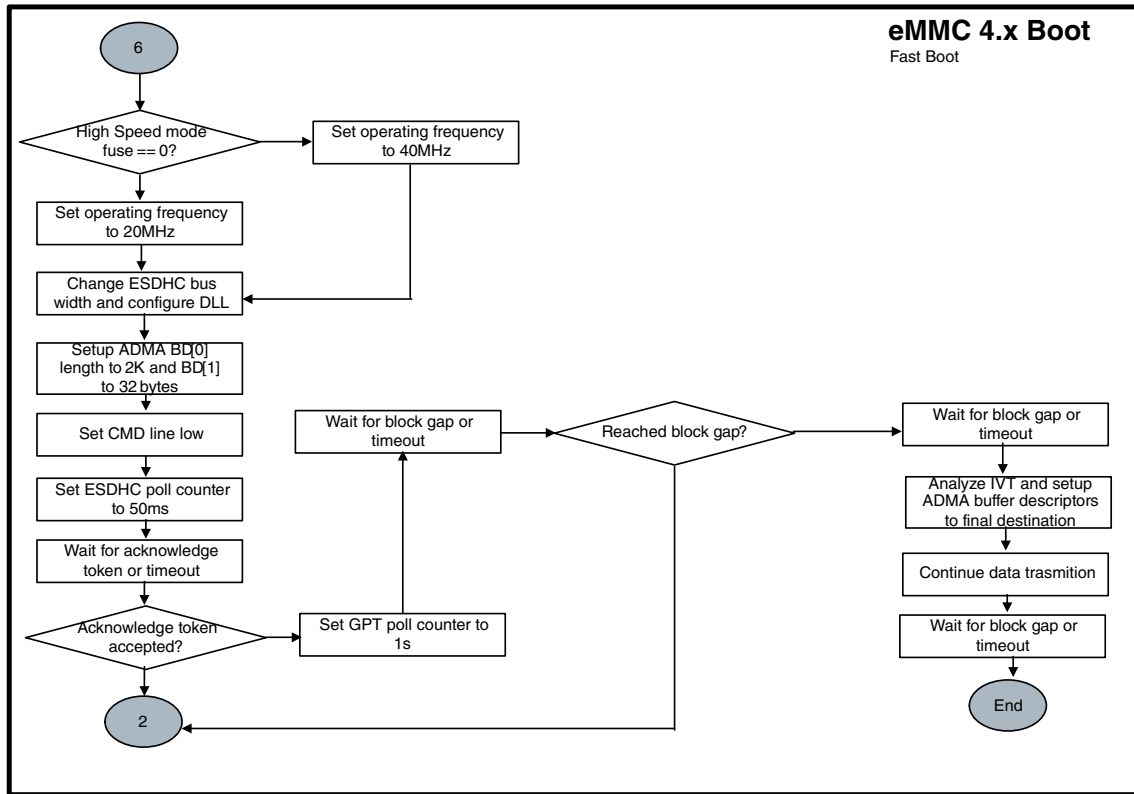 eMMC 4.x Boot
Fast Boot
6
High Speed mode
fuse == 0?
Set operating frequency
to 40MHz
Set operating frequency
to 20MHz
Change ESDHC bus
width and configure DLL
Setup ADMA BD[0]
length to 2K and BD[1]
to 32 bytes
Set CMD line low
Set ESDHC poll counter
to 50ms
Wait for acknowledge
token or timeout
Acknowledge token
accepted?
2
Set GPT poll counter to
1s
Wait for block gap or
timeout
Reached block gap?
Wait for block gap or
timeout
Analyze IVT and setup
ADMA buffer descriptors
to final destination
Continue data trasmition
Wait for block gap or
timeout
End